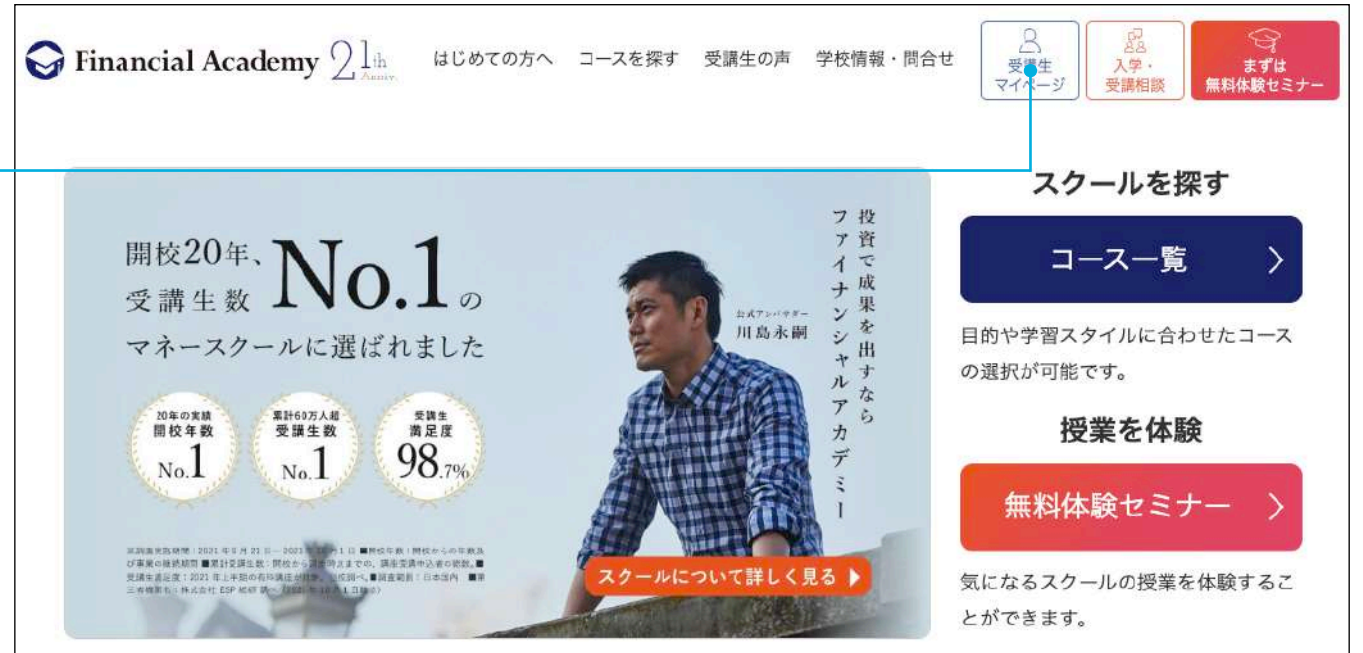 Financial Academy 21th
Anniv.
はじめての方へ
コースを探す
受講生の声
学校情報・問合せ
受講生
マイページ
入学・
受講相談
まずは
無料体験セミナー
開校20年、
受講生数 No.1の
マネースクールに選ばれました
20年の実績
開校年数
No.1
累計60万人超
受講生数
No.1
受講生
満足度
98.7%
投資で成果を出すなら
ファイナンシャルアカデミー
公式アンバサダー
川島永嗣
スクールについて詳しく見る
スクールを探す
コース一覧
目的や学習スタイルに合わせたコース
の選択が可能です。
授業を体験
無料体験セミナー
気になるスクールの授業を体験するこ
とができます。